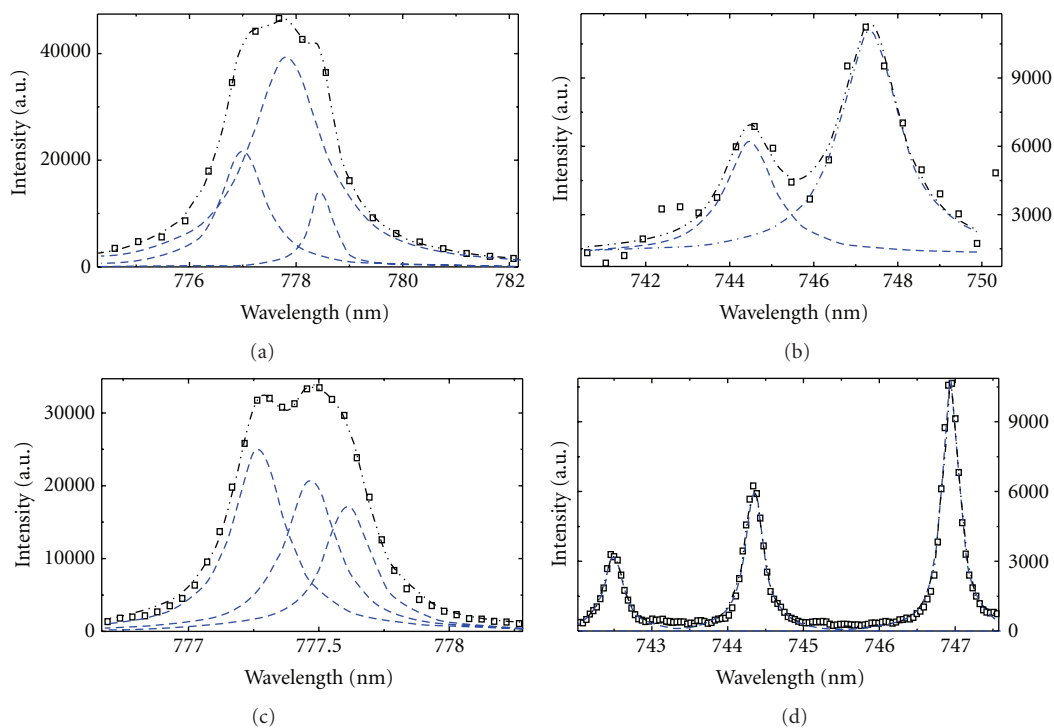 Intensity (a.u.)
40000
20000
0
776
778
780
782
Wavelength (nm)
(a)
Intensity (a.u.)
9000
6000
3000
742
744
746
748
750
Wavelength (nm)
(b)
Intensity (a.u.)
30000
20000
10000
0
777
777.5
778
Wavelength (nm)
(c)
Intensity (a.u.)
9000
6000
3000
0
743
744
745
746
747
Wavelength (nm)
(d)